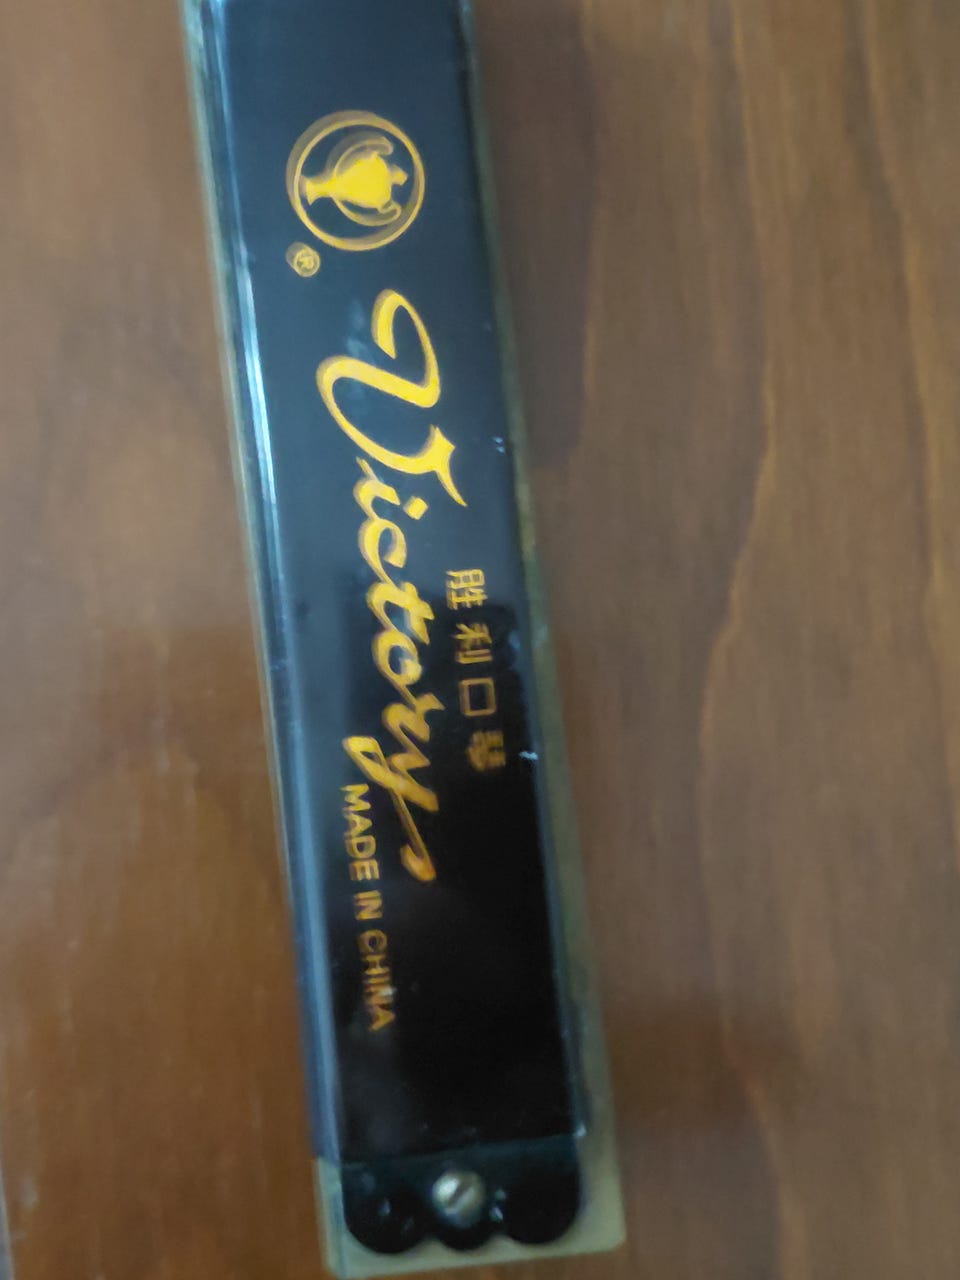 ®
胜利口琴
Victory
MADE IN CHINA